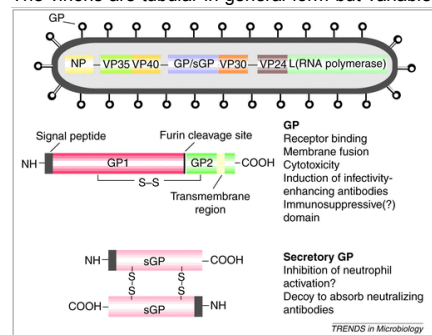 The virions are tubular in general form but variable
GP
NP VP35 VP40 GP/sGP VP30 VP24 L(RNA polymerase)
Signal peptide
Furin cleavage site
NH GP1 GP2 COOH
S–S
Transmembrane
region
GP
Receptor binding
Membrane fusion
Cytotoxicity
Induction of infectivity-
enhancing antibodies
Immunosuppressive(?)
domain
NH sGP COOH
S S
S S
COOH sGP NH
Secretory GP
Inhibition of neutrophil
activation?
Decoy to absorb neutralizing
antibodies
TRENDS in Microbiology